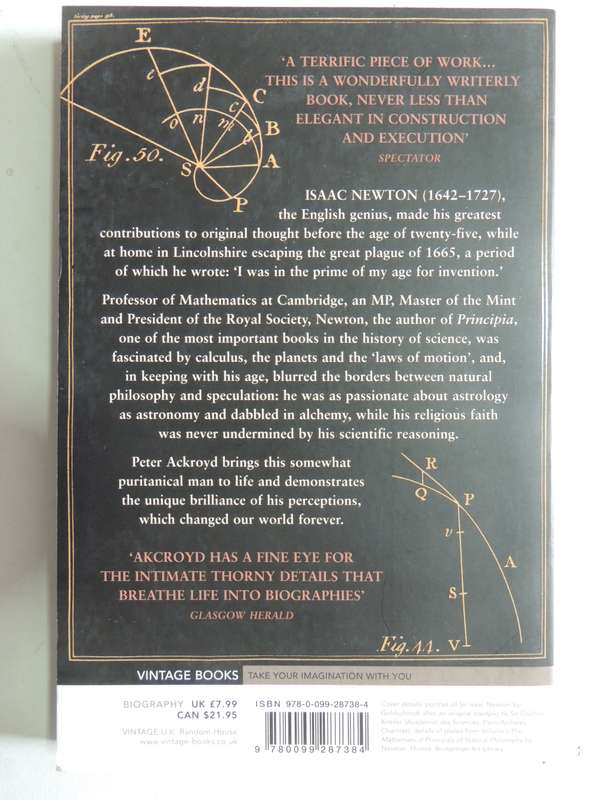 E
e
d
C
c
B
b
o
n
m
A
S
P
Fig. 50.
‘A TERRIFIC PIECE OF WORK...
THIS IS A WONDERFULLY WRITERLY
BOOK, NEVER LESS THAN
ELEGANT IN CONSTRUCTION
AND EXECUTION’
SPECTATOR
ISAAC NEWTON (1642–1727),
the English genius, made his greatest
contributions to original thought before the age of twenty-five, while
at home in Lincolnshire escaping the great plague of 1665, a period
of which he wrote: ‘I was in the prime of my age for invention.’
Professor of Mathematics at Cambridge, an MP, Master of the Mint
and President of the Royal Society, Newton, the author of Principia,
one of the most important books in the history of science, was
fascinated by calculus, the planets and the ‘laws of motion’, and,
in keeping with his age, blurred the borders between natural
philosophy and speculation: he was as passionate about astrology
as astronomy and dabbled in alchemy, while his religious faith
was never undermined by his scientific reasoning.
Peter Ackroyd brings this somewhat
puritanical man to life and demonstrates
the unique brilliance of his perceptions,
which changed our world forever.
‘AKCROYD HAS A FINE EYE FOR
THE INTIMATE THORNY DETAILS THAT
BREATHE LIFE INTO BIOGRAPHIES’
GLASGOW HERALD
R
Q
P
v
A
S
V
Fig. 44.
VINTAGE BOOKS TAKE YOUR IMAGINATION WITH YOU
BIOGRAPHY UK £7.99
CAN $21.95
VINTAGE U.K. Random House
www.vintage-books.co.uk
ISBN 978-0-099-28738-4
9 780099 287384
Cover details: portrait of Sir Isaac Newton by